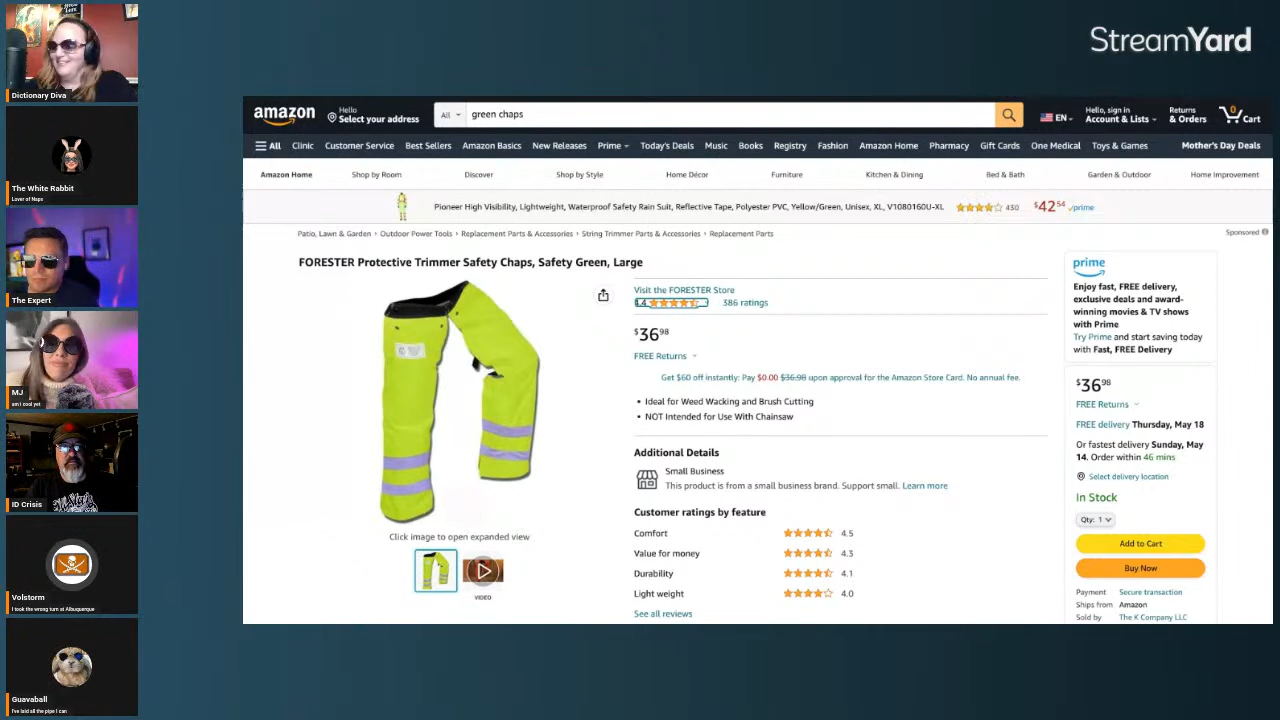 StreamYard
Dictionary Diva
The White Rabbit
Lover of Naps
The Expert
MJ
am i cool yet
ID Crisis
Volstorm
I took the wrong turn at Albuquerque
Guavaball
I've laid all the pipe I can
amazon
Hello
Select your address
All
green chaps
EN
Hello, sign in
Account & Lists
Returns
& Orders
0
Cart
All
Clinic
Customer Service
Best Sellers
Amazon Basics
New Releases
Prime
Today's Deals
Music
Books
Registry
Fashion
Amazon Home
Pharmacy
Gift Cards
One Medical
Toys & Games
Mother's Day Deals
Amazon Home
Shop by Room
Discover
Shop by Style
Home Décor
Furniture
Kitchen & Dining
Bed & Bath
Garden & Outdoor
Home Improvement
Pioneer High Visibility, Lightweight, Waterproof Safety Rain Suit, Reflective Tape, Polyester PVC, Yellow/Green, Unisex, XL, V1080160U-XL
430
$42 54
prime
Sponsored
Patio, Lawn & Garden › Outdoor Power Tools › Replacement Parts & Accessories › String Trimmer Parts & Accessories › Replacement Parts
FORESTER Protective Trimmer Safety Chaps, Safety Green, Large
Click image to open expanded view
VIDEO
Visit the FORESTER Store
4.4
386 ratings
$36 98
FREE Returns
Get $60 off instantly: Pay $0.00 $36.98 upon approval for the Amazon Store Card. No annual fee.
• Ideal for Weed Wacking and Brush Cutting
• NOT Intended for Use With Chainsaw
Additional Details
Small Business
This product is from a small business brand. Support small. Learn more
Customer ratings by feature
Comfort 4.5
Value for money 4.3
Durability 4.1
Light weight 4.0
See all reviews
prime
Enjoy fast, FREE delivery,
exclusive deals and award-
winning movies & TV shows
with Prime
Try Prime and start saving today
with Fast, FREE Delivery
$36 98
FREE Returns
FREE delivery Thursday, May 18
Or fastest delivery Sunday, May
14. Order within 46 mins
Select delivery location
In Stock
Qty: 1
Add to Cart
Buy Now
Payment Secure transaction
Ships from Amazon
Sold by The K Company LLC